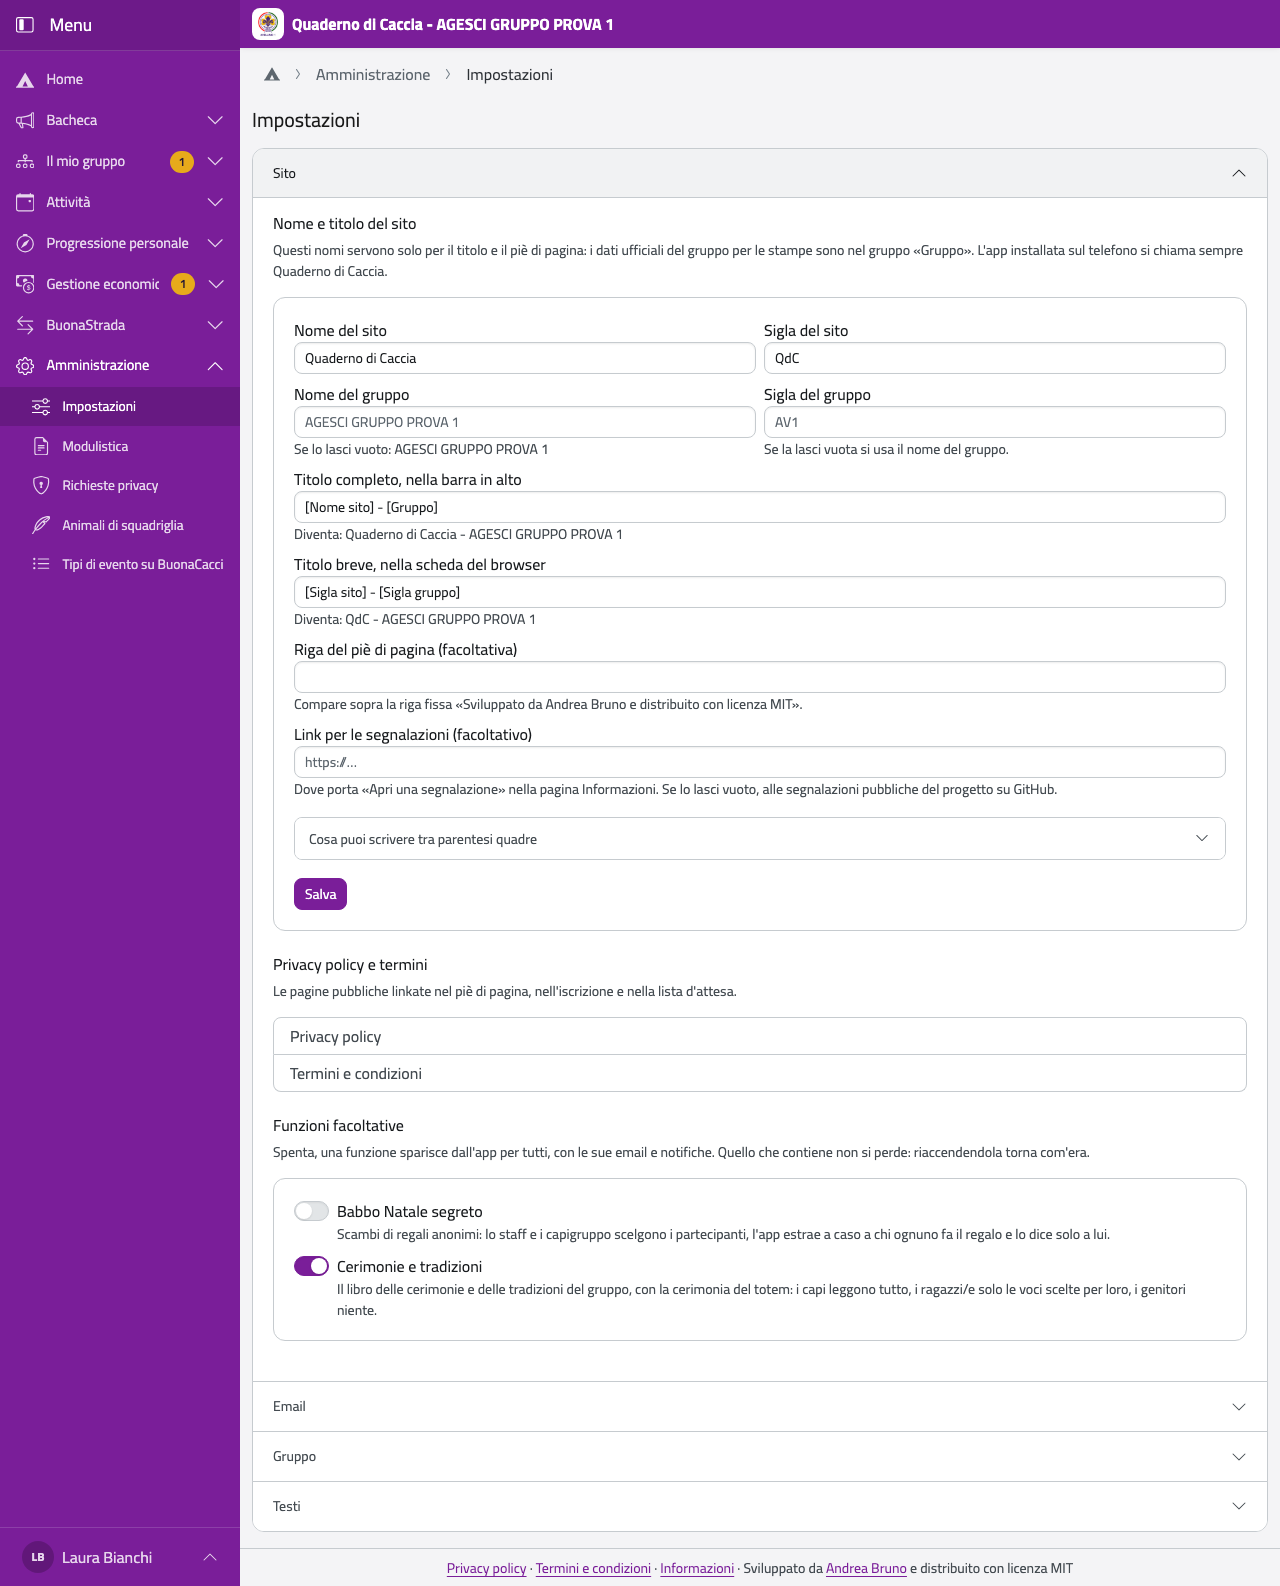 Menu
Quaderno di Caccia - AGESCI GRUPPO PROVA 1
Home
Bacheca
Il mio gruppo 1
Attività
Progressione personale
Gestione economic 1
BuonaStrada
Amministrazione
Impostazioni
Modulistica
Richieste privacy
Animali di squadriglia
Tipi di evento su BuonaCacci
LB Laura Bianchi
Amministrazione Impostazioni
Impostazioni
Sito
Nome e titolo del sito
Questi nomi servono solo per il titolo e il piè di pagina: i dati ufficiali del gruppo per le stampe sono nel gruppo «Gruppo». L'app installata sul telefono si chiama sempre
Quaderno di Caccia.
Nome del sito Sigla del sito
Quaderno di Caccia QdC
Nome del gruppo Sigla del gruppo
AGESCI GRUPPO PROVA 1 AV1
Se lo lasci vuoto: AGESCI GRUPPO PROVA 1 Se la lasci vuota si usa il nome del gruppo.
Titolo completo, nella barra in alto
[Nome sito] - [Gruppo]
Diventa: Quaderno di Caccia - AGESCI GRUPPO PROVA 1
Titolo breve, nella scheda del browser
[Sigla sito] - [Sigla gruppo]
Diventa: QdC - AGESCI GRUPPO PROVA 1
Riga del piè di pagina (facoltativa)
Compare sopra la riga fissa «Sviluppato da Andrea Bruno e distribuito con licenza MIT».
Link per le segnalazioni (facoltativo)
https://...
Dove porta «Apri una segnalazione» nella pagina Informazioni. Se lo lasci vuoto, alle segnalazioni pubbliche del progetto su GitHub.
Cosa puoi scrivere tra parentesi quadre
Salva
Privacy policy e termini
Le pagine pubbliche linkate nel piè di pagina, nell'iscrizione e nella lista d'attesa.
Privacy policy
Termini e condizioni
Funzioni facoltative
Spenta, una funzione sparisce dall'app per tutti, con le sue email e notifiche. Quello che contiene non si perde: riaccendendola torna com'era.
Babbo Natale segreto
Scambi di regali anonimi: lo staff e i capigruppo scelgono i partecipanti, l'app estrae a caso a chi ognuno fa il regalo e lo dice solo a lui.
Cerimonie e tradizioni
Il libro delle cerimonie e delle tradizioni del gruppo, con la cerimonia del totem: i capi leggono tutto, i ragazzi/e solo le voci scelte per loro, i genitori
niente.
Email
Gruppo
Testi
Privacy policy · Termini e condizioni · Informazioni · Sviluppato da Andrea Bruno e distribuito con licenza MIT